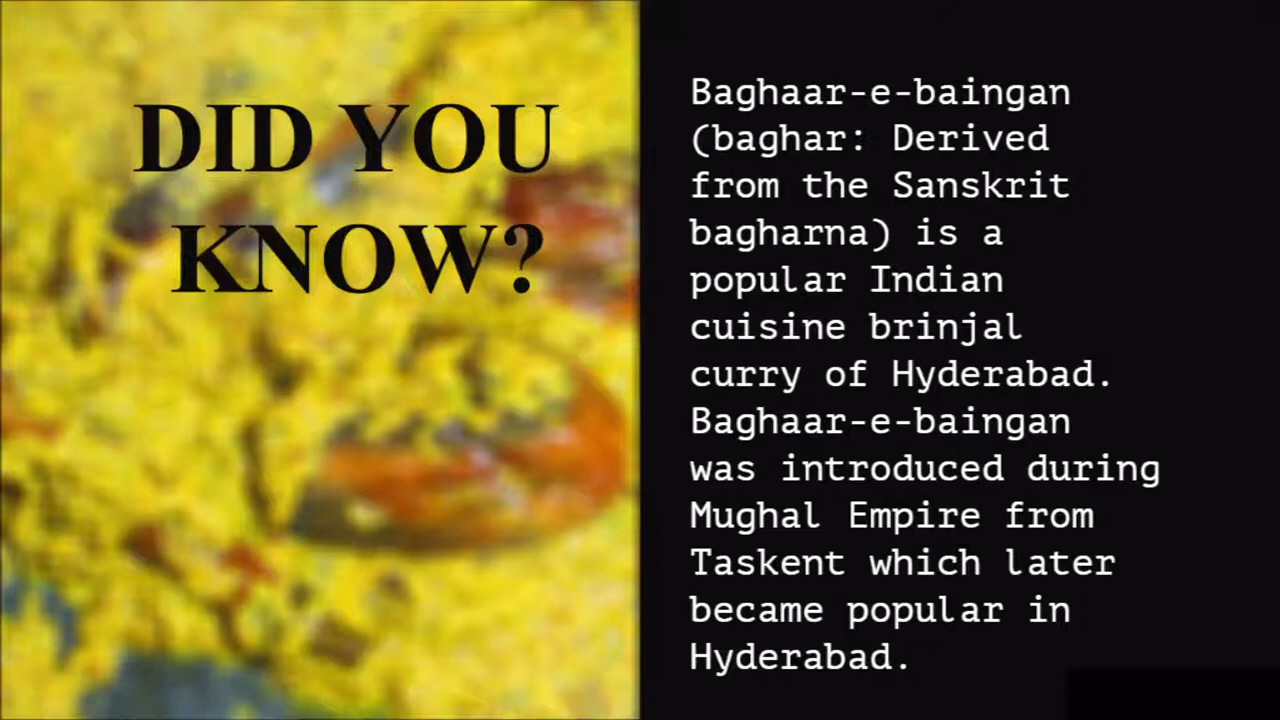 DID YOU
KNOW?
Baghaar-e-baingan
(baghar: Derived
from the Sanskrit
bagharna) is a
popular Indian
cuisine brinjal
curry of Hyderabad.
Baghaar-e-baingan
was introduced during
Mughal Empire from
Taskent which later
became popular in
Hyderabad.